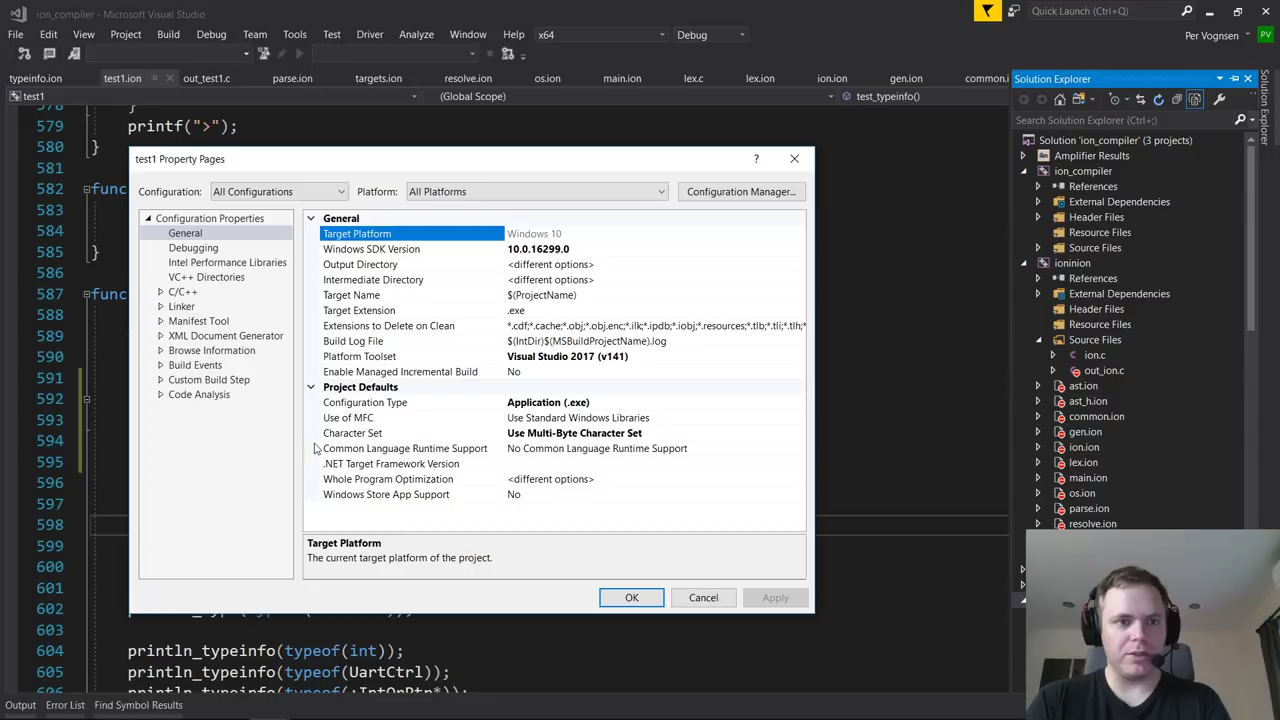 ion_compiler - Microsoft Visual Studio
Quick Launch (Ctrl+Q)
File Edit View Project Build Debug Team Tools Test Driver Analyze Window Help x64 Debug
Per Vognsen PV
typeinfo.ion test1.ion out_test1.c parse.ion targets.ion resolve.ion os.ion main.ion lex.c lex.ion ion.ion gen.ion common.i
test1 (Global Scope) test_typeinfo()
578 }
579 printf(">");
580 }
581
582 func
583
585 }
586
587 func
588
589
590
591
592
593
594
595
596
597
598
599
600
601
602
603
604 println_typeinfo(typeof(int));
605 println_typeinfo(typeof(UartCtrl));
606 println_typeinfo(typeof(:IntOrPtr*));
test1 Property Pages
? ×
Configuration: All Configurations Platform: All Platforms Configuration Manager...
Configuration Properties
General
Debugging
Intel Performance Libraries
VC++ Directories
C/C++
Linker
Manifest Tool
XML Document Generator
Browse Information
Build Events
Custom Build Step
Code Analysis
General
Target Platform Windows 10
Windows SDK Version 10.0.16299.0
Output Directory <different options>
Intermediate Directory <different options>
Target Name $(ProjectName)
Target Extension .exe
Extensions to Delete on Clean *.cdf;*.cache;*.obj;*.obj.enc;*.ilk;*.ipdb;*.iobj;*.resources;*.tlb;*.tli;*.tlh;*
Build Log File $(IntDir)$(MSBuildProjectName).log
Platform Toolset Visual Studio 2017 (v141)
Enable Managed Incremental Build No
Project Defaults
Configuration Type Application (.exe)
Use of MFC Use Standard Windows Libraries
Character Set Use Multi-Byte Character Set
Common Language Runtime Support No Common Language Runtime Support
.NET Target Framework Version
Whole Program Optimization <different options>
Windows Store App Support No
Target Platform
The current target platform of the project.
OK Cancel Apply
Solution Explorer
Search Solution Explorer (Ctrl+;)
Solution 'ion_compiler' (3 projects)
Amplifier Results
ion_compiler
References
External Dependencies
Header Files
Resource Files
Source Files
ioninion
References
External Dependencies
Header Files
Resource Files
Source Files
ion.c
out_ion.c
ast.ion
ast_h.ion
common.ion
gen.ion
ion.ion
lex.ion
main.ion
os.ion
parse.ion
resolve.ion
Solution Explorer
Team Explorer
Output Error List Find Symbol Results